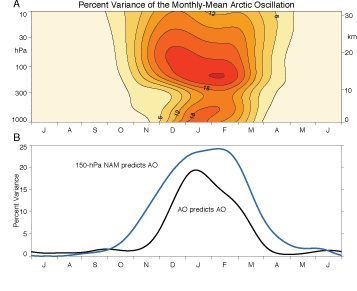 A
Percent Variance of the Monthly-Mean Arctic Oscillation
10
30
hPa
100
300
1000
30
km
20
10
0
J A S O N D J F M A M J
B
25
20
15
10
5
0
Percent Variance
150-hPa NAM predicts AO
AO predicts AO
J A S O N D J F M A M J